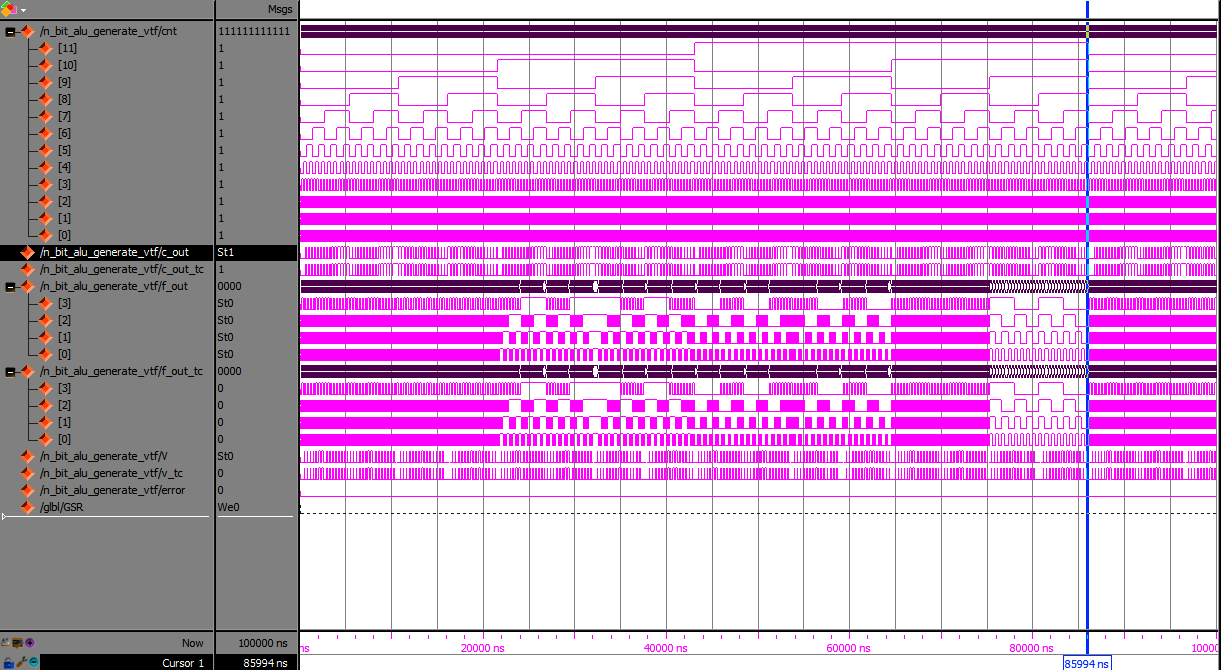 Msgs
/n_bit_alu_generate_vtf/cnt 111111111111
[11] 1
[10] 1
[9] 1
[8] 1
[7] 1
[6] 1
[5] 1
[4] 1
[3] 1
[2] 1
[1] 1
[0] 1
/n_bit_alu_generate_vtf/c_out St1
/n_bit_alu_generate_vtf/c_out_tc 1
/n_bit_alu_generate_vtf/f_out 0000
[3] St0
[2] St0
[1] St0
[0] St0
/n_bit_alu_generate_vtf/f_out_tc 0000
[3] 0
[2] 0
[1] 0
[0] 0
/n_bit_alu_generate_vtf/V St0
/n_bit_alu_generate_vtf/v_tc 0
/n_bit_alu_generate_vtf/error 0
/glbl/GSR We0
Now 100000 ns ns 20000 ns 40000 ns 60000 ns 80000 ns 10000
Cursor 1 85994 ns 85994 ns